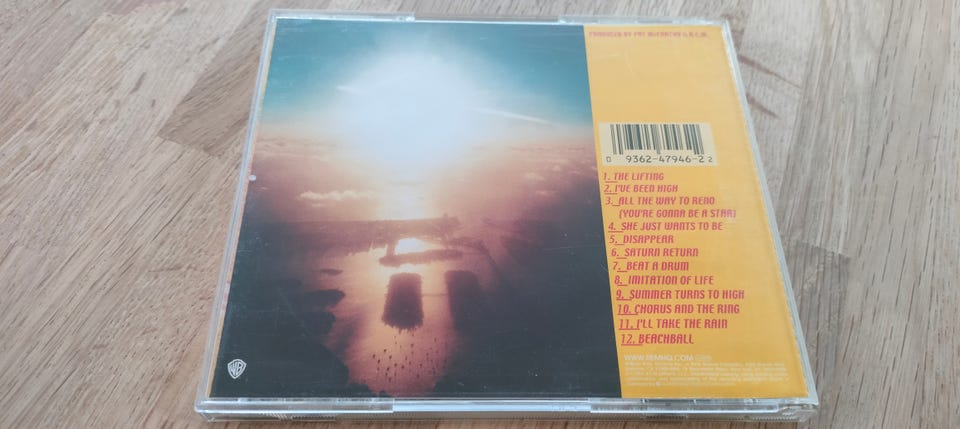 PRODUCED BY PAT McCARTHY & R.E.M.
0 9362-47946-2 2
1. THE LIFTING
2. I'VE BEEN HIGH
3. ALL THE WAY TO RENO
(YOU'RE GONNA BE A STAR)
4. SHE JUST WANTS TO BE
5. DISAPPEAR
6. SATURN RETURN
7. BEAT A DRUM
8. IMITATION OF LIFE
9. SUMMER TURNS TO HIGH
10. CHORUS AND THE RING
11. I'LL TAKE THE RAIN
12. BEACHBALL
WWW.REMHQ.COM
WB